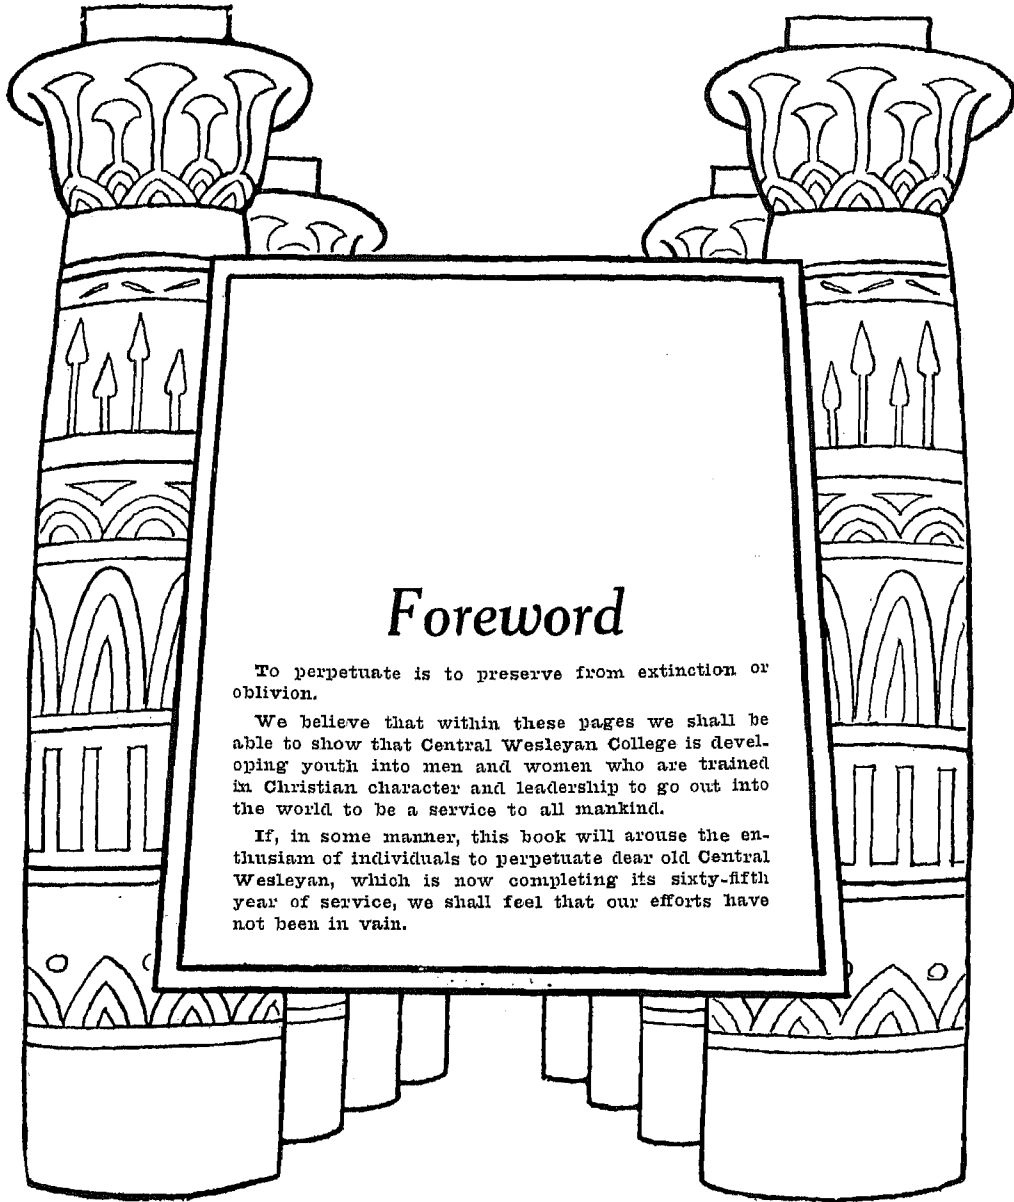 Foreword
To perpetuate is to preserve from extinction or
oblivion.
We believe that within these pages we shall be
able to show that Central Wesleyan College is devel-
oping youth into men and women who are trained
in Christian character and leadership to go out into
the world to be a service to all mankind.
If, in some manner, this book will arouse the en-
thusiam of individuals to perpetuate dear old Central
Wesleyan, which is now completing its sixty-fifth
year of service, we shall feel that our efforts have
not been in vain.